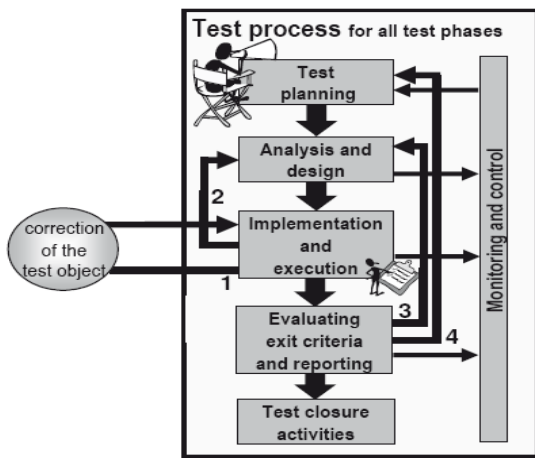 Test process for all test phases
Test
planning
Analysis and
design
2
Implementation
and
execution
correction
of the
test object
1
3
4
Evaluating
exit criteria
and reporting
Test closure
activities
Monitoring and control